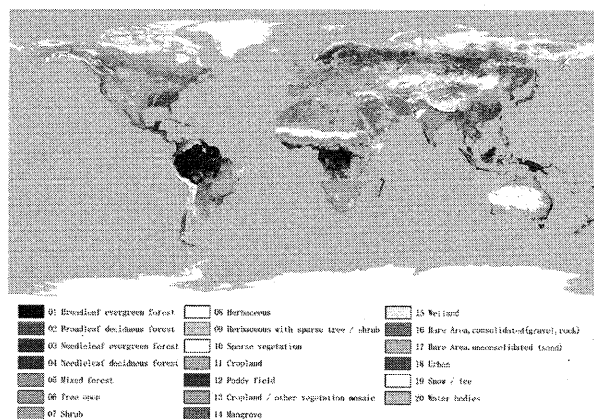 01 Broadleaf evergreen forest
02 Broadleaf deciduous forest
03 Needleleaf evergreen forest
04 Needleleaf deciduous forest
05 Mixed forest
06 Tree open
07 Shrub
08 Herbaceous
09 Herbaceous with sparse tree / shrub
10 Sparse vegetation
11 Cropland
12 Paddy field
13 Cropland / other vegetation mosaic
14 Mangrove
15 Wetland
16 Bare Area,consolidated(gravel,rock)
17 Bare Area,unconsolidated (sand)
18 Urban
19 Snow / Ice
20 Water bodies